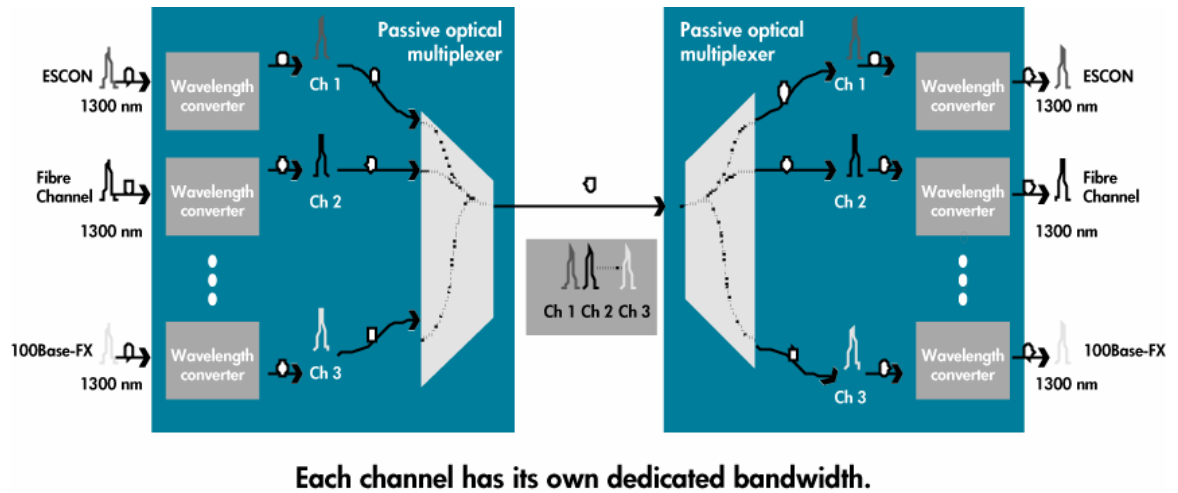 Passive optical
multiplexer
ESCON
1300 nm
Wavelength
converter
Ch 1
Fibre
Channel
1300 nm
Wavelength
converter
Ch 2
100Base-FX
1300 nm
Wavelength
converter
Ch 3
Ch 1 Ch 2 Ch 3
Passive optical
multiplexer
Ch 1
Wavelength
converter
ESCON
1300 nm
Ch 2
Wavelength
converter
Fibre
Channel
1300 nm
Ch 3
Wavelength
converter
100Base-FX
1300 nm
Each channel has its own dedicated bandwidth.